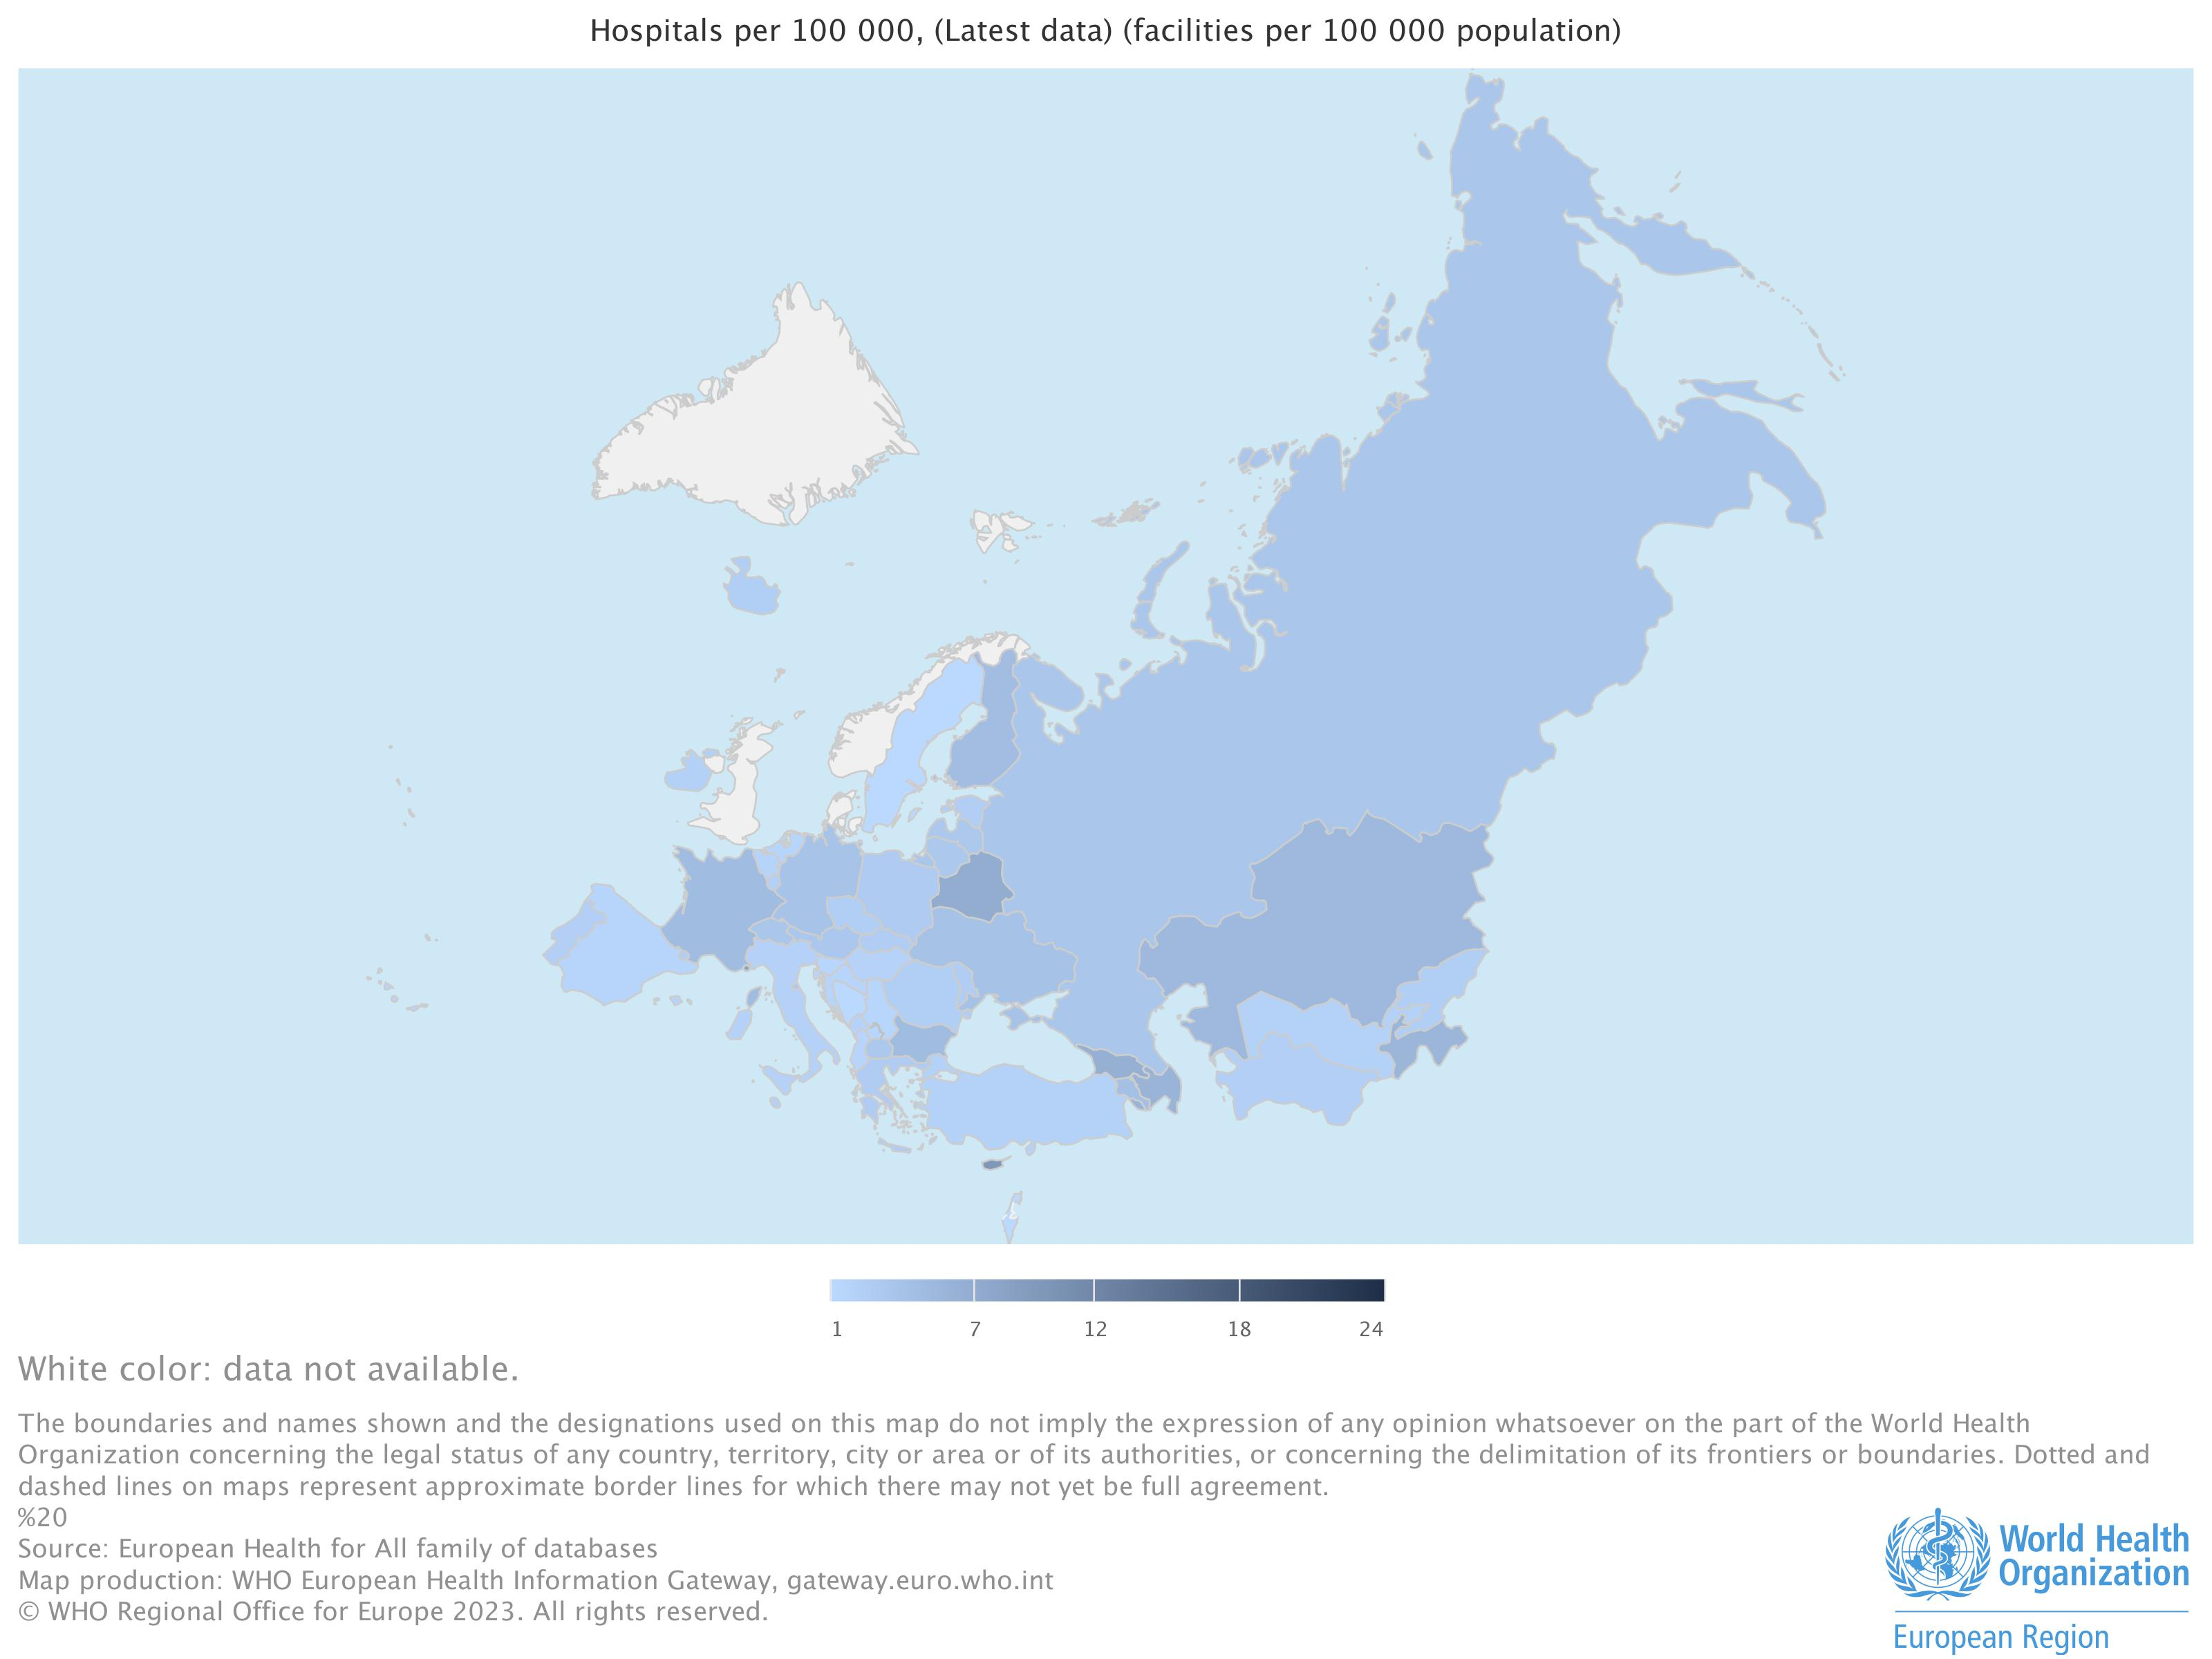 Hospitals per 100 000, (Latest data) (facilities per 100 000 population)
1 7 12 18 24
White color: data not available.
The boundaries and names shown and the designations used on this map do not imply the expression of any opinion whatsoever on the part of the World Health
Organization concerning the legal status of any country, territory, city or area or of its authorities, or concerning the delimitation of its frontiers or boundaries. Dotted and
dashed lines on maps represent approximate border lines for which there may not yet be full agreement.
%20
Source: European Health for All family of databases
Map production: WHO European Health Information Gateway, gateway.euro.who.int
© WHO Regional Office for Europe 2023. All rights reserved.
World Health
Organization
European Region